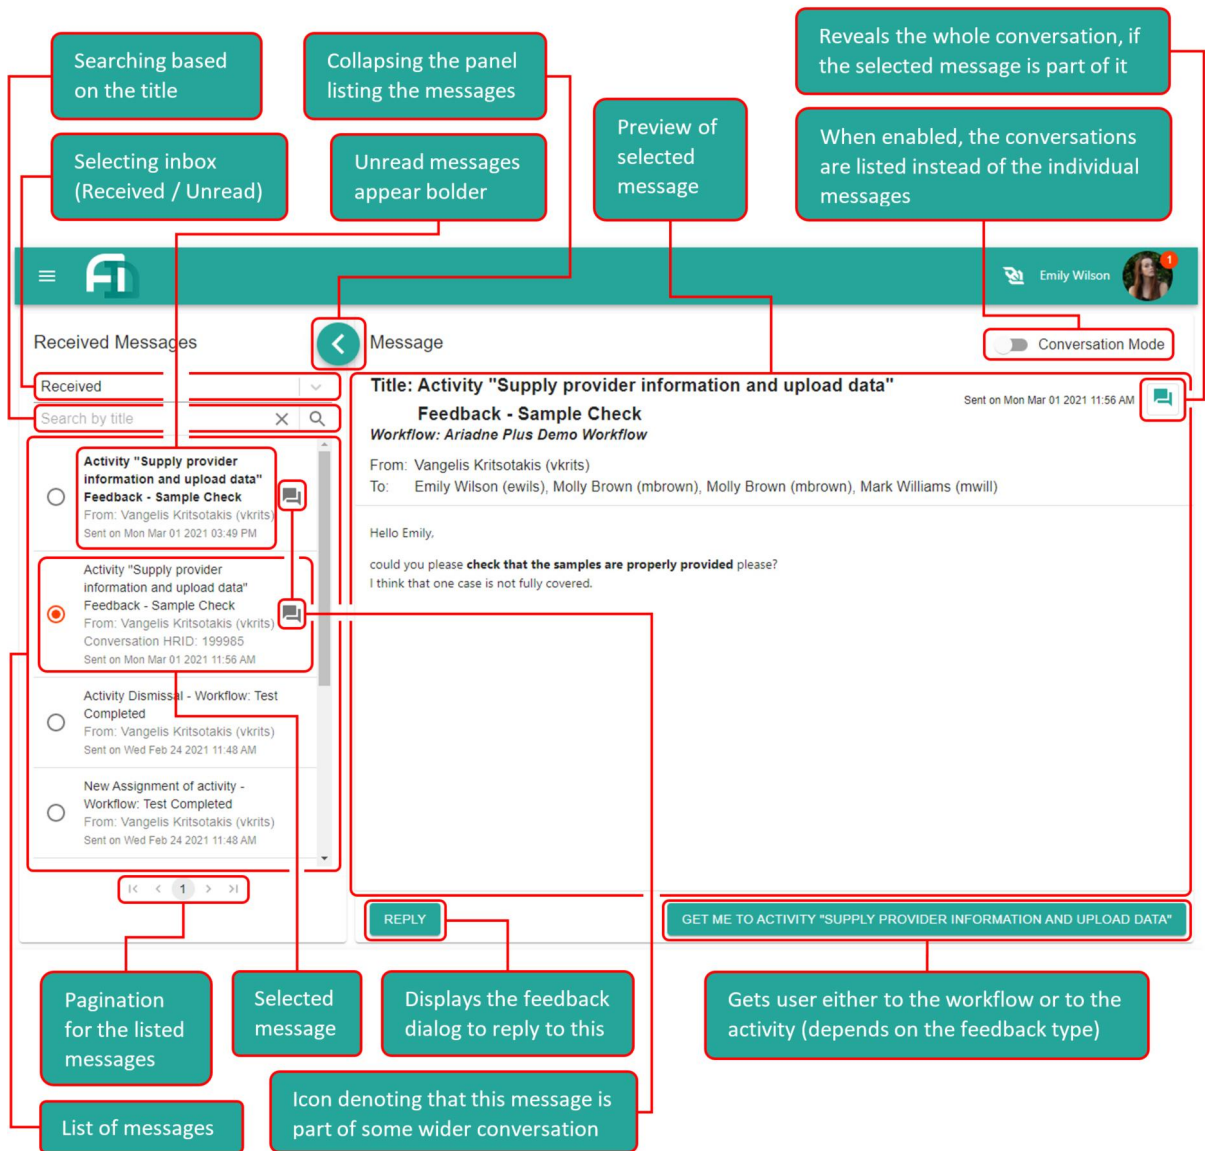 Searching based
on the title
Collapsing the panel
listing the messages
Reveals the whole conversation, if
the selected message is part of it
Selecting inbox
(Received / Unread)
Unread messages
appear bolder
Preview of
selected
message
When enabled, the conversations
are listed instead of the individual
messages
Emily Wilson
1
Received Messages
Message
Conversation Mode
Received
Search by title
Activity "Supply provider
information and upload data"
Feedback - Sample Check
From: Vangelis Kritsotakis (vkrits)
Sent on Mon Mar 01 2021 03:49 PM
Activity "Supply provider
information and upload data"
Feedback - Sample Check
From: Vangelis Kritsotakis (vkrits)
Conversation HRID: 199985
Sent on Mon Mar 01 2021 11:56 AM
Activity Dismissal - Workflow: Test
Completed
From: Vangelis Kritsotakis (vkrits)
Sent on Wed Feb 24 2021 11:48 AM
New Assignment of activity -
Workflow: Test Completed
From: Vangelis Kritsotakis (vkrits)
Sent on Wed Feb 24 2021 11:48 AM
1
Title: Activity "Supply provider information and upload data"
Feedback - Sample Check
Sent on Mon Mar 01 2021 11:56 AM
Workflow: Ariadne Plus Demo Workflow
From: Vangelis Kritsotakis (vkrits)
To: Emily Wilson (ewils), Molly Brown (mbrown), Molly Brown (mbrown), Mark Williams (mwill)
Hello Emily,
could you please check that the samples are properly provided please?
I think that one case is not fully covered.
REPLY
GET ME TO ACTIVITY "SUPPLY PROVIDER INFORMATION AND UPLOAD DATA"
Pagination
for the listed
messages
Selected
message
Displays the feedback
dialog to reply to this
Gets user either to the workflow or to the
activity (depends on the feedback type)
List of messages
Icon denoting that this message is
part of some wider conversation